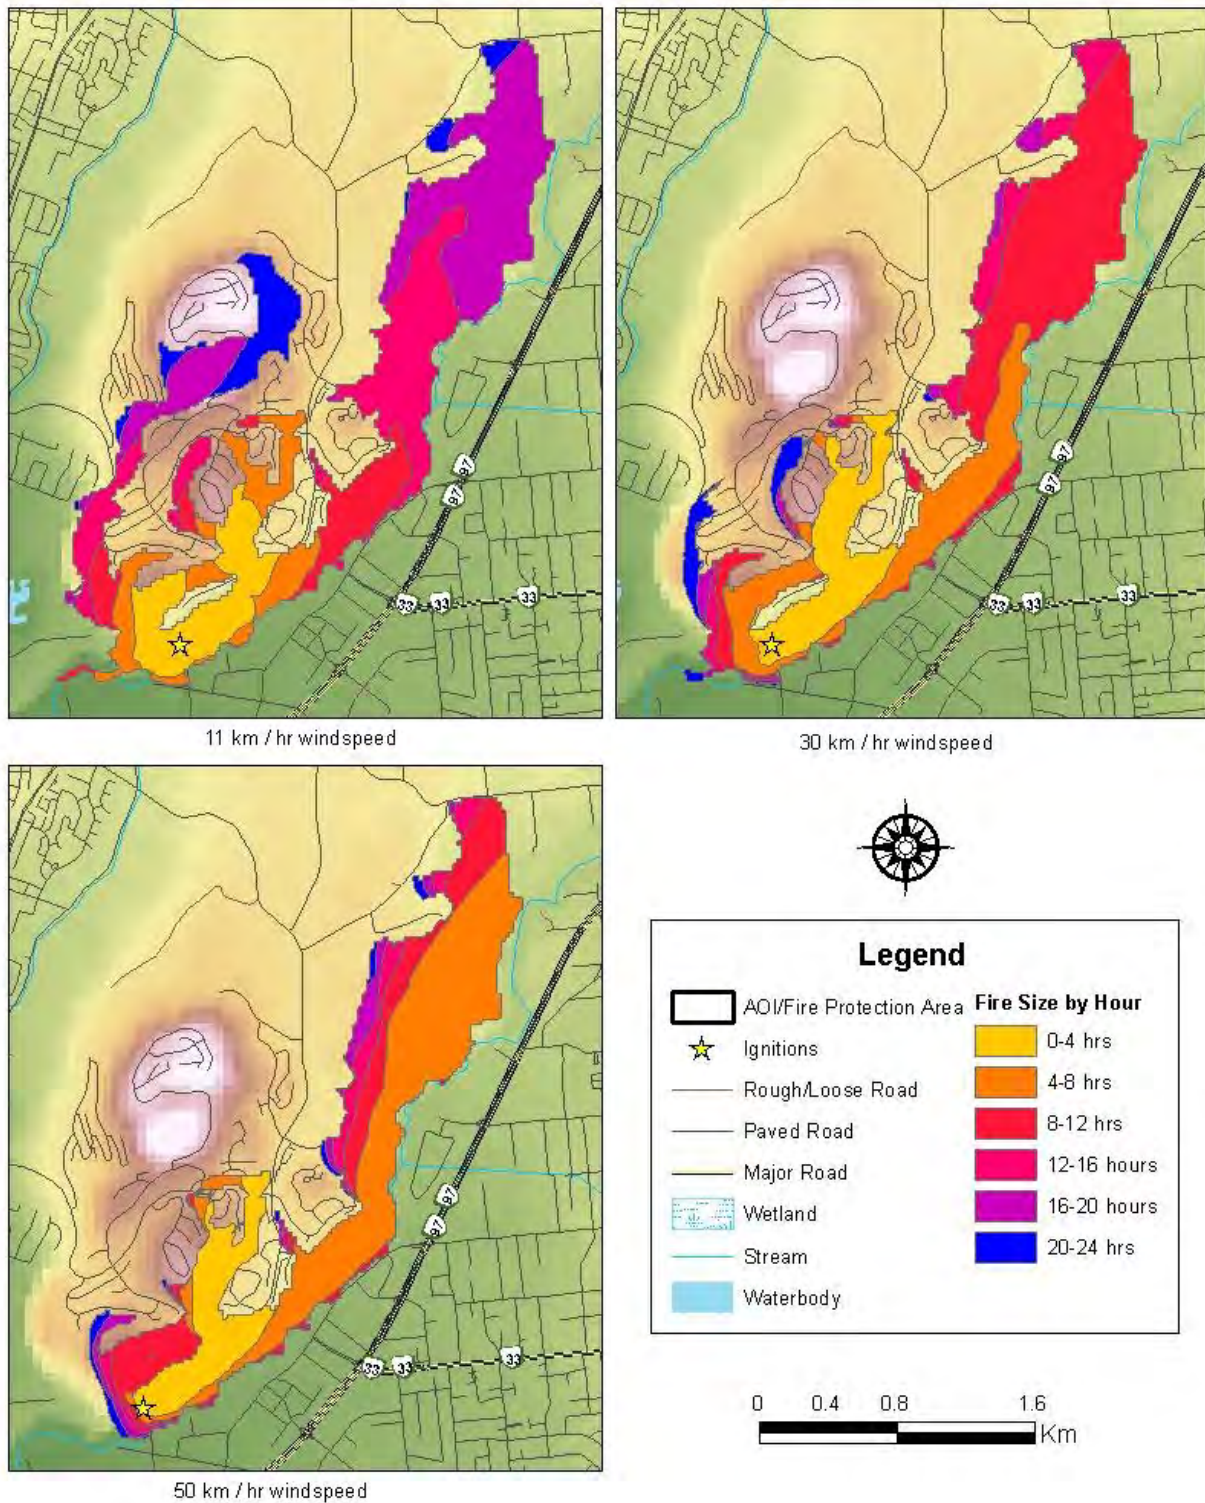 97
97
33 33 33
11 km / hr windspeed
97
97
33 33 33
30 km / hr windspeed
97
97
33 33 33
50 km / hr windspeed
Legend
AOI/Fire Protection Area
Ignitions
Rough/Loose Road
Paved Road
Major Road
Wetland
Stream
Waterbody
Fire Size by Hour
0-4 hrs
4-8 hrs
8-12 hrs
12-16 hours
16-20 hours
20-24 hrs
0 0.4 0.8 1.6
Km